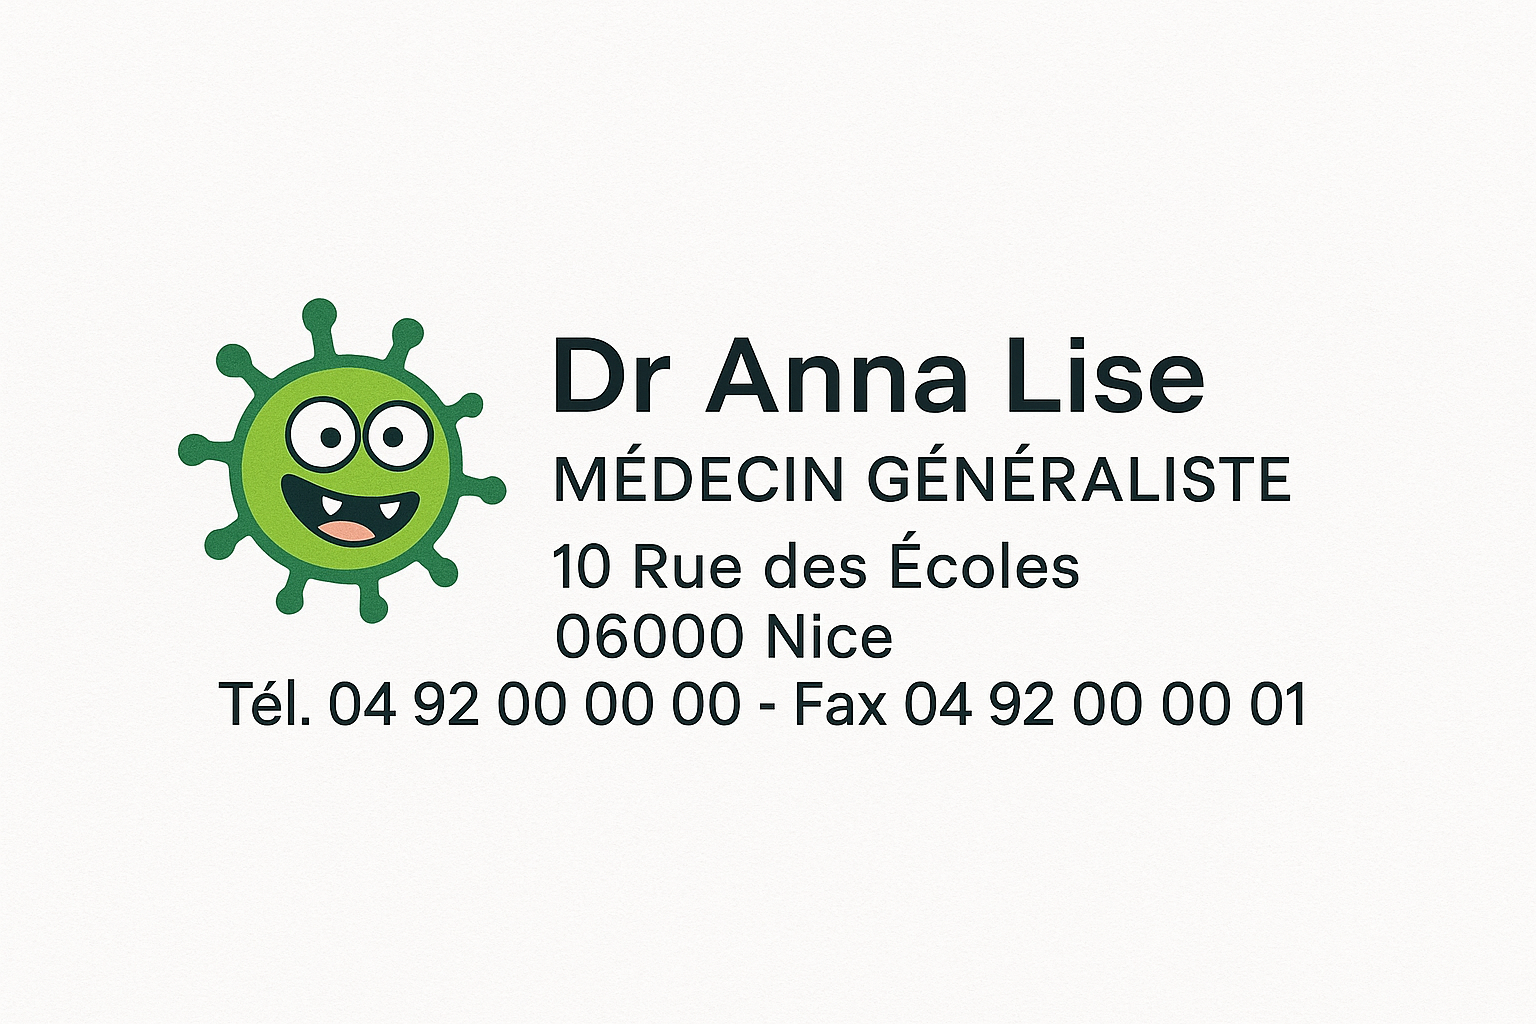 Dr Anna Lise
MÉDECIN GÉNÉRALISTE
10 Rue des Écoles
06000 Nice
Tél. 04 92 00 00 00 - Fax 04 92 00 00 01